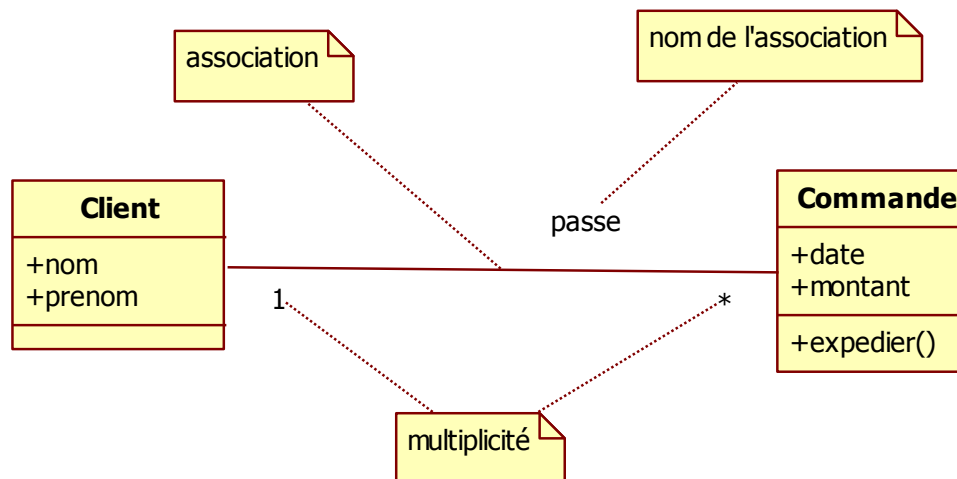 association
nom de l'association
Client
+nom
+prenom
passe
Commande
+date
+montant
+expedier()
1
*
multiplicité